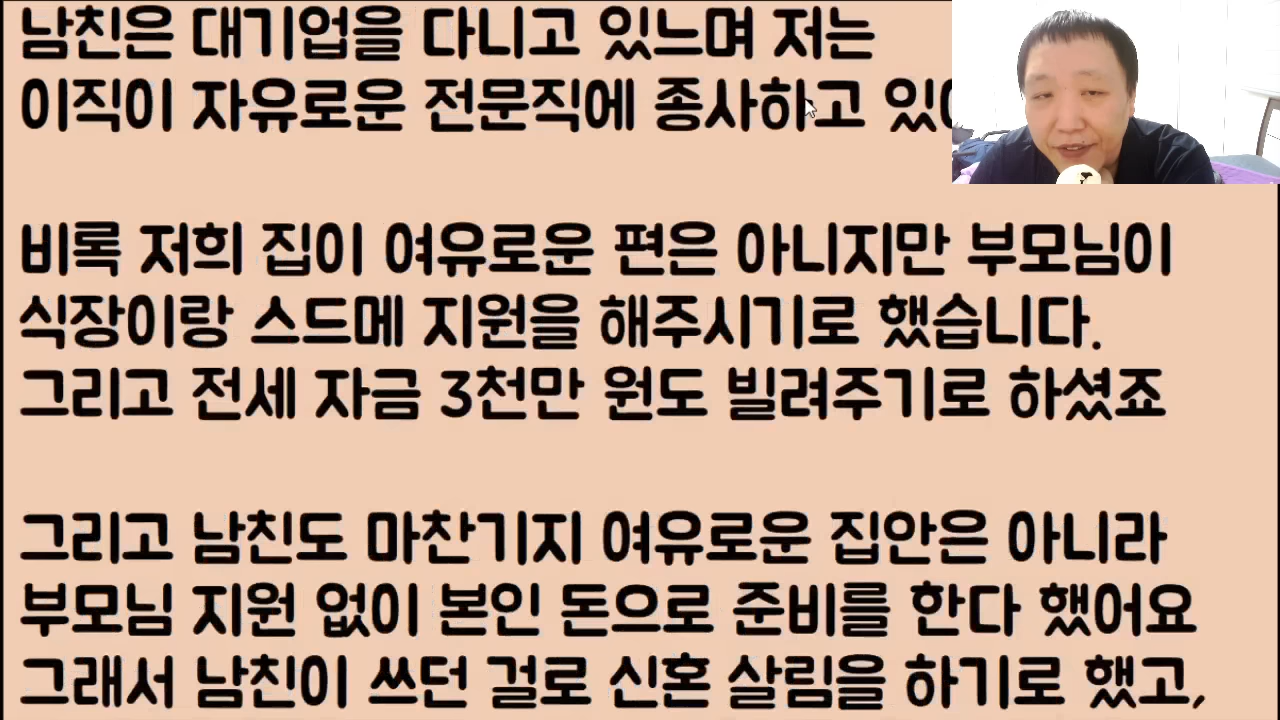 남친은 대기업을 다니고 있느며 저는
이직이 자유로운 전문직에 종사하고
비록 저희 집이 여유로운 편은 아니지만 부모님이
식장이랑 스드메 지원을 해주시기로 했습니다.
그리고 전세 자금 3천만 원도 빌려주기로 하셨죠
그리고 남친도 마찬기지 여유로운 집안은 아니라
부모님 지원 없이 본인 돈으로 준비를 한다 했어요
그래서 남친이 쓰던 걸로 신혼 살림을 하기로 했고,